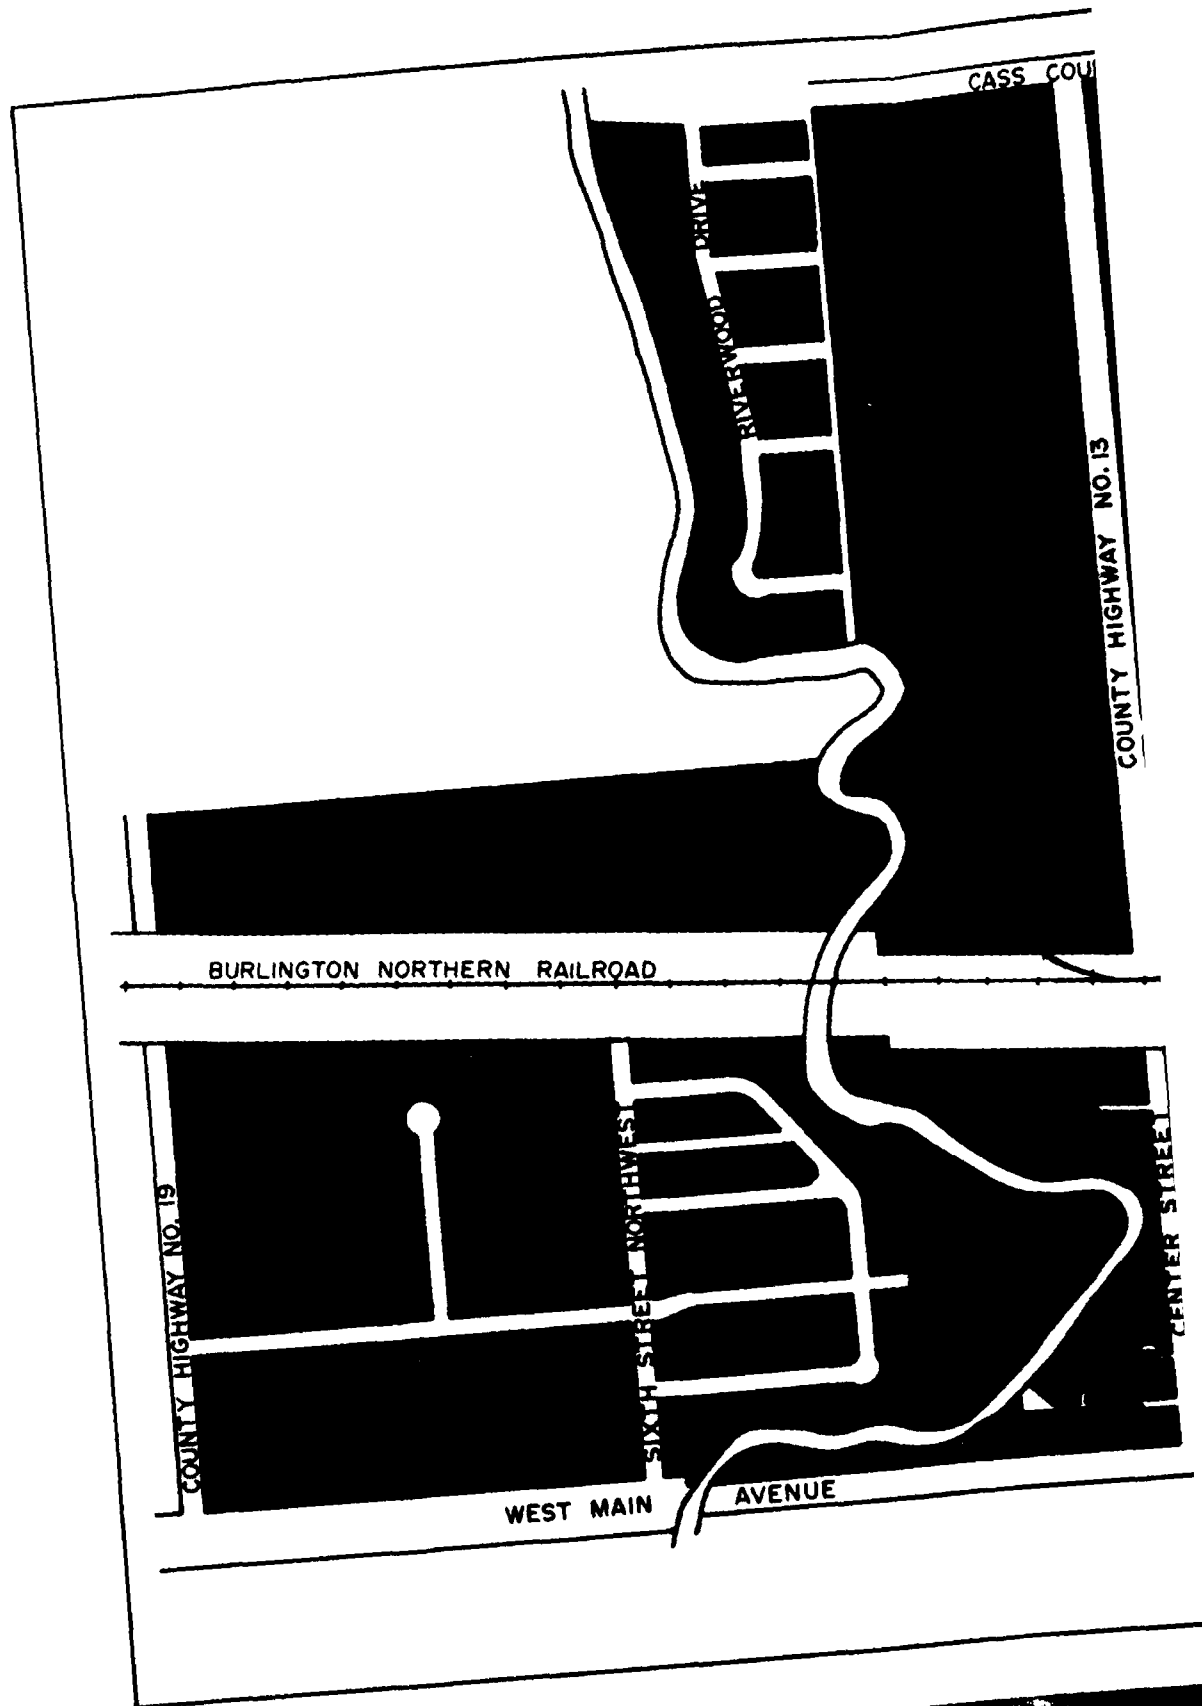 CASS COU
RIVERWOOD DRIVE
COUNTY HIGHWAY NO. 13
BURLINGTON NORTHERN RAILROAD
COUNTY HIGHWAY NO. 19
SIXTH STREET NORTHWEST
CENTER STREET
WEST MAIN AVENUE